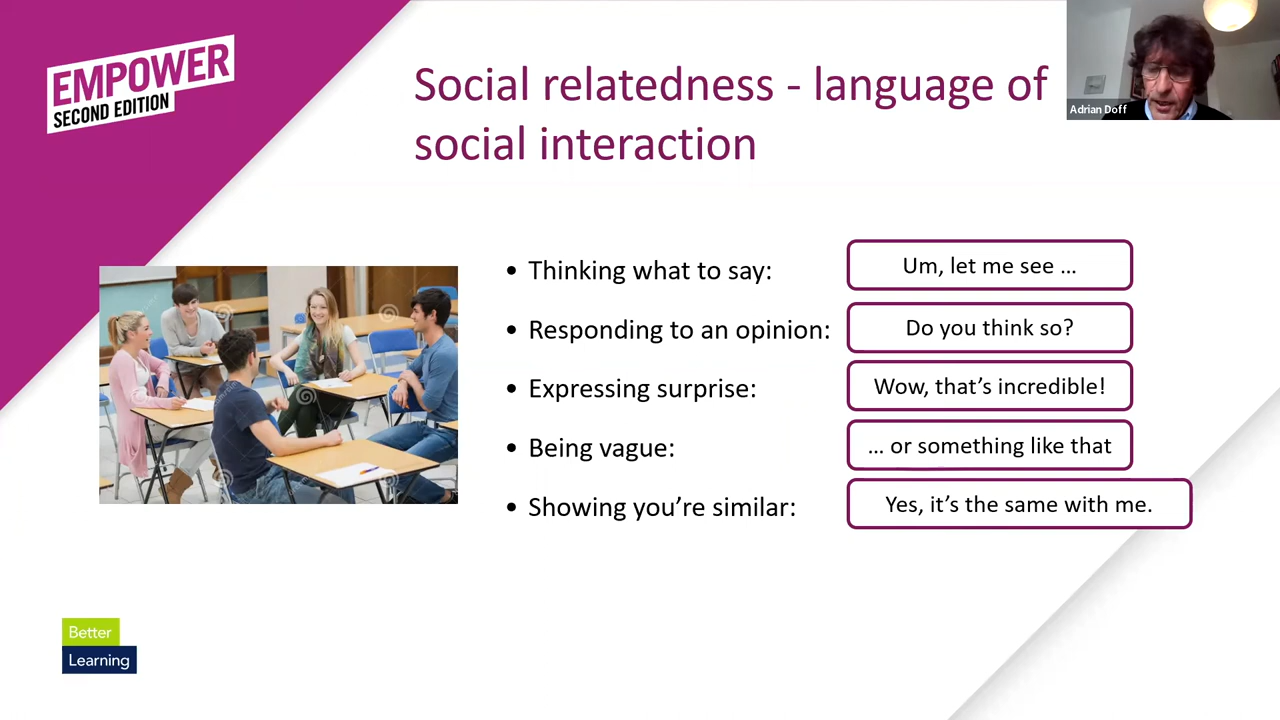 EMPOWER
SECOND EDITION
Social relatedness - language of
social interaction
Adrian Doff
• Thinking what to say:
Um, let me see ...
• Responding to an opinion:
Do you think so?
• Expressing surprise:
Wow, that’s incredible!
• Being vague:
... or something like that
• Showing you’re similar:
Yes, it’s the same with me.
Better
Learning